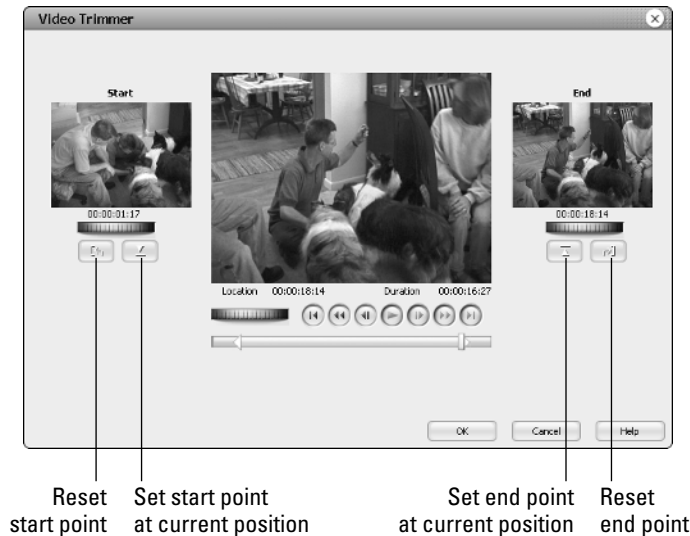 Video Trimmer
Start
End
00:00:01:17
00:00:18:14
Location 00:00:18:14 Duration 00:00:16:27
OK Cancel Help
Reset
start point
Set start point
at current position
Set end point
at current position
Reset
end point